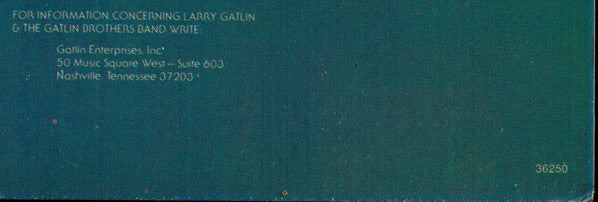 FOR INFORMATION CONCERNING LARRY GATLIN
& THE GATLIN BROTHERS BAND WRITE:
Gatlin Enterprises, Inc.
50 Music Square West – Suite 603
Nashville, Tennessee 37203
36250